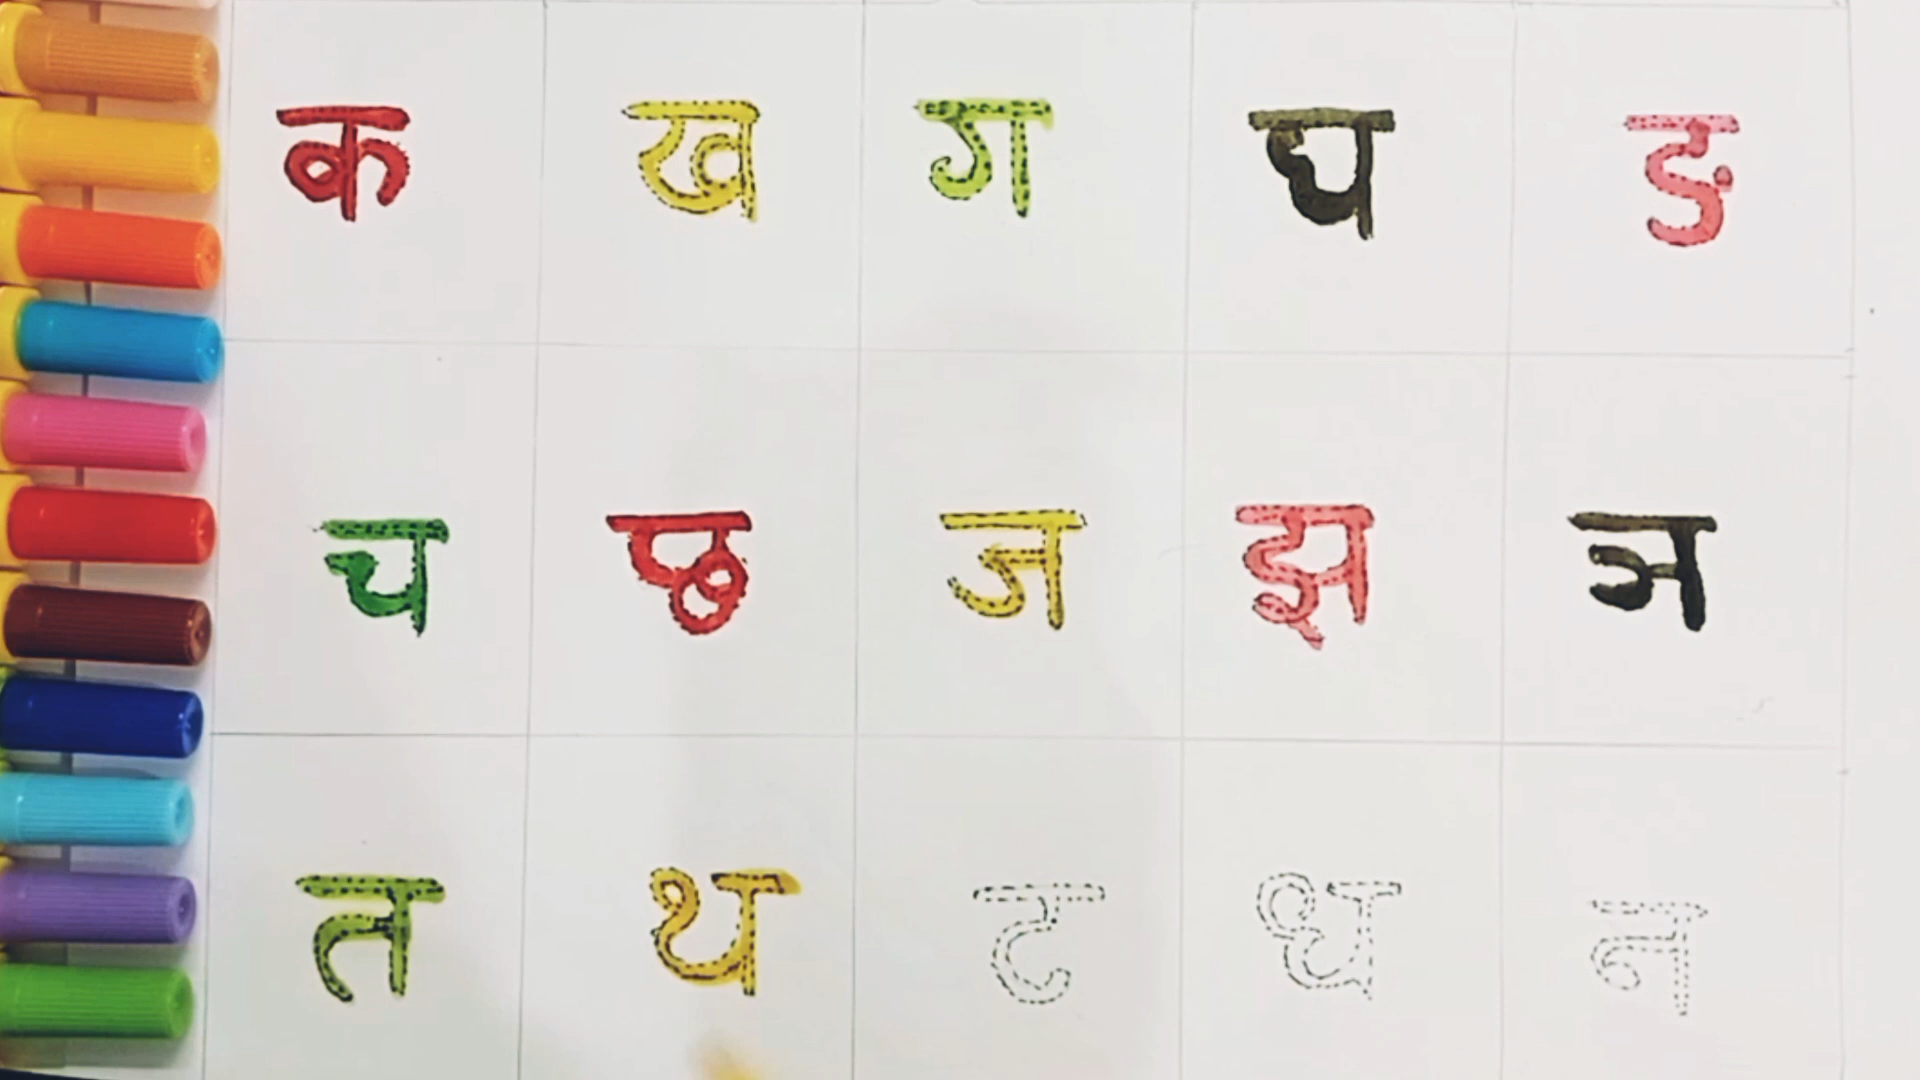 क ख ग घ ङ
च छ ज झ ञ
त थ ट ध न